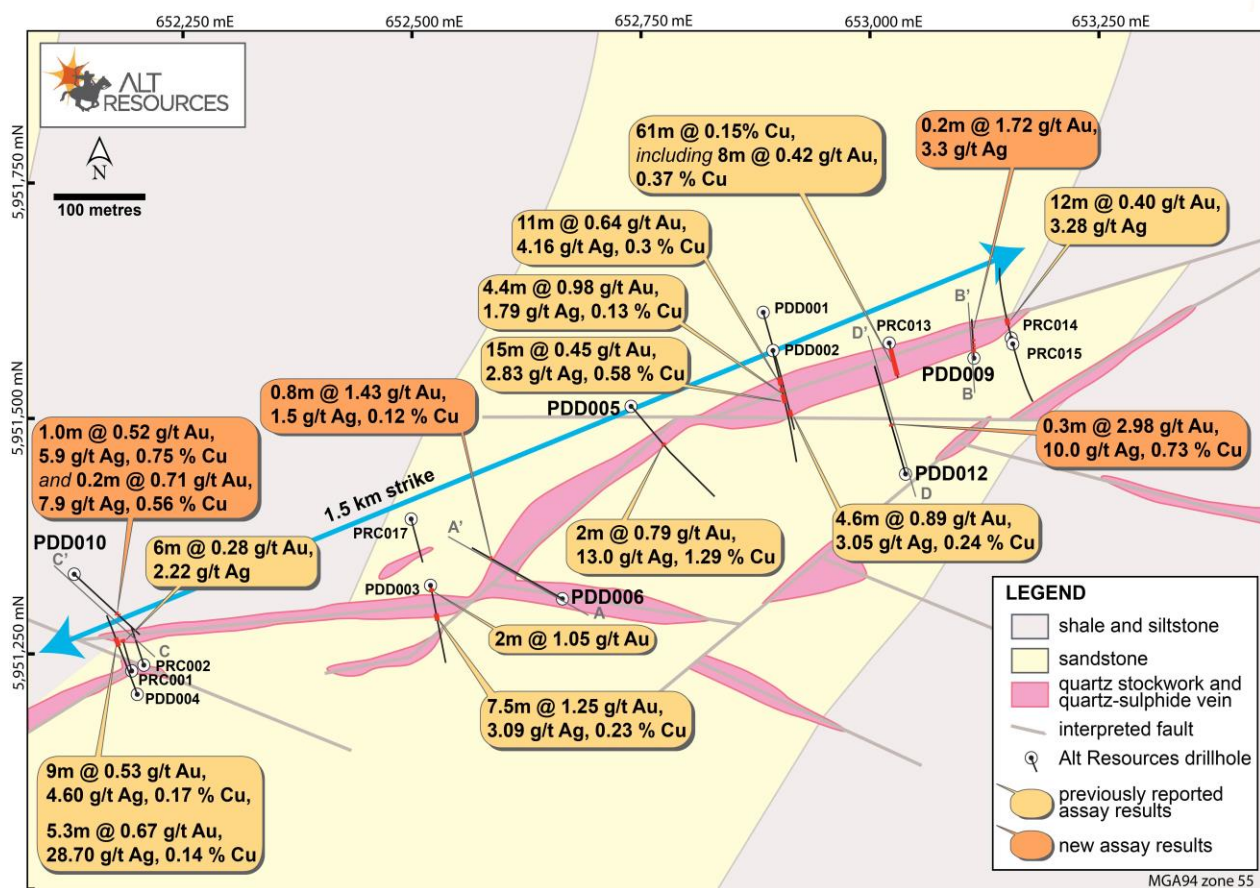 652,250 mE
652,500 mE
652,750 mE
653,000 mE
653,250 mE
5,951,750 mN
5,951,500 mN
5,951,250 mN
ALT
RESOURCES
N
100 metres
61m @ 0.15% Cu,
including 8m @ 0.42 g/t Au,
0.37 % Cu
0.2m @ 1.72 g/t Au,
3.3 g/t Ag
12m @ 0.40 g/t Au,
3.28 g/t Ag
11m @ 0.64 g/t Au,
4.16 g/t Ag, 0.3 % Cu
4.4m @ 0.98 g/t Au,
1.79 g/t Ag, 0.13 % Cu
15m @ 0.45 g/t Au,
2.83 g/t Ag, 0.58 % Cu
PDD001
PDD002
D'
PRC013
B'
PRC014
PRC015
PDD009
B
0.8m @ 1.43 g/t Au,
1.5 g/t Ag, 0.12 % Cu
PDD005
1.0m @ 0.52 g/t Au,
5.9 g/t Ag, 0.75 % Cu
and 0.2m @ 0.71 g/t Au,
7.9 g/t Ag, 0.56 % Cu
0.3m @ 2.98 g/t Au,
10.0 g/t Ag, 0.73 % Cu
PDD012
D
1.5 km strike
PRC017
A'
2m @ 0.79 g/t Au,
13.0 g/t Ag, 1.29 % Cu
4.6m @ 0.89 g/t Au,
3.05 g/t Ag, 0.24 % Cu
PDD010
C'
6m @ 0.28 g/t Au,
2.22 g/t Ag
PDD003
PDD006
A
2m @ 1.05 g/t Au
C
PRC002
PRC001
PDD004
7.5m @ 1.25 g/t Au,
3.09 g/t Ag, 0.23 % Cu
9m @ 0.53 g/t Au,
4.60 g/t Ag, 0.17 % Cu,
5.3m @ 0.67 g/t Au,
28.70 g/t Ag, 0.14 % Cu
LEGEND
shale and siltstone
sandstone
quartz stockwork and
quartz-sulphide vein
interpreted fault
Alt Resources drillhole
previously reported
assay results
new assay results
MGA94 zone 55